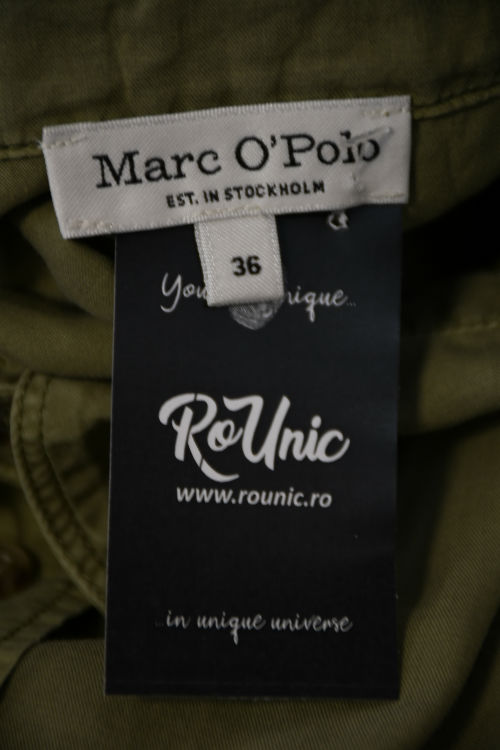 Marc O'Polo
EST. IN STOCKHOLM
36
RoUnic
www.rounic.ro
...in unique universe